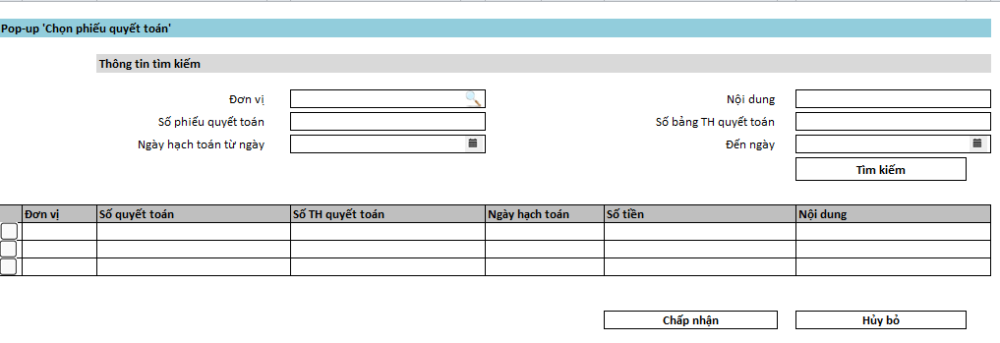 Pop-up 'Chọn phiếu quyết toán'
Thông tin tìm kiếm
Đơn vị Nội dung
Số phiếu quyết toán Số bảng TH quyết toán
Ngày hạch toán từ ngày Đến ngày
Tìm kiếm
Đơn vị Số quyết toán Số TH quyết toán Ngày hạch toán Số tiền Nội dung
Chấp nhận Hủy bỏ